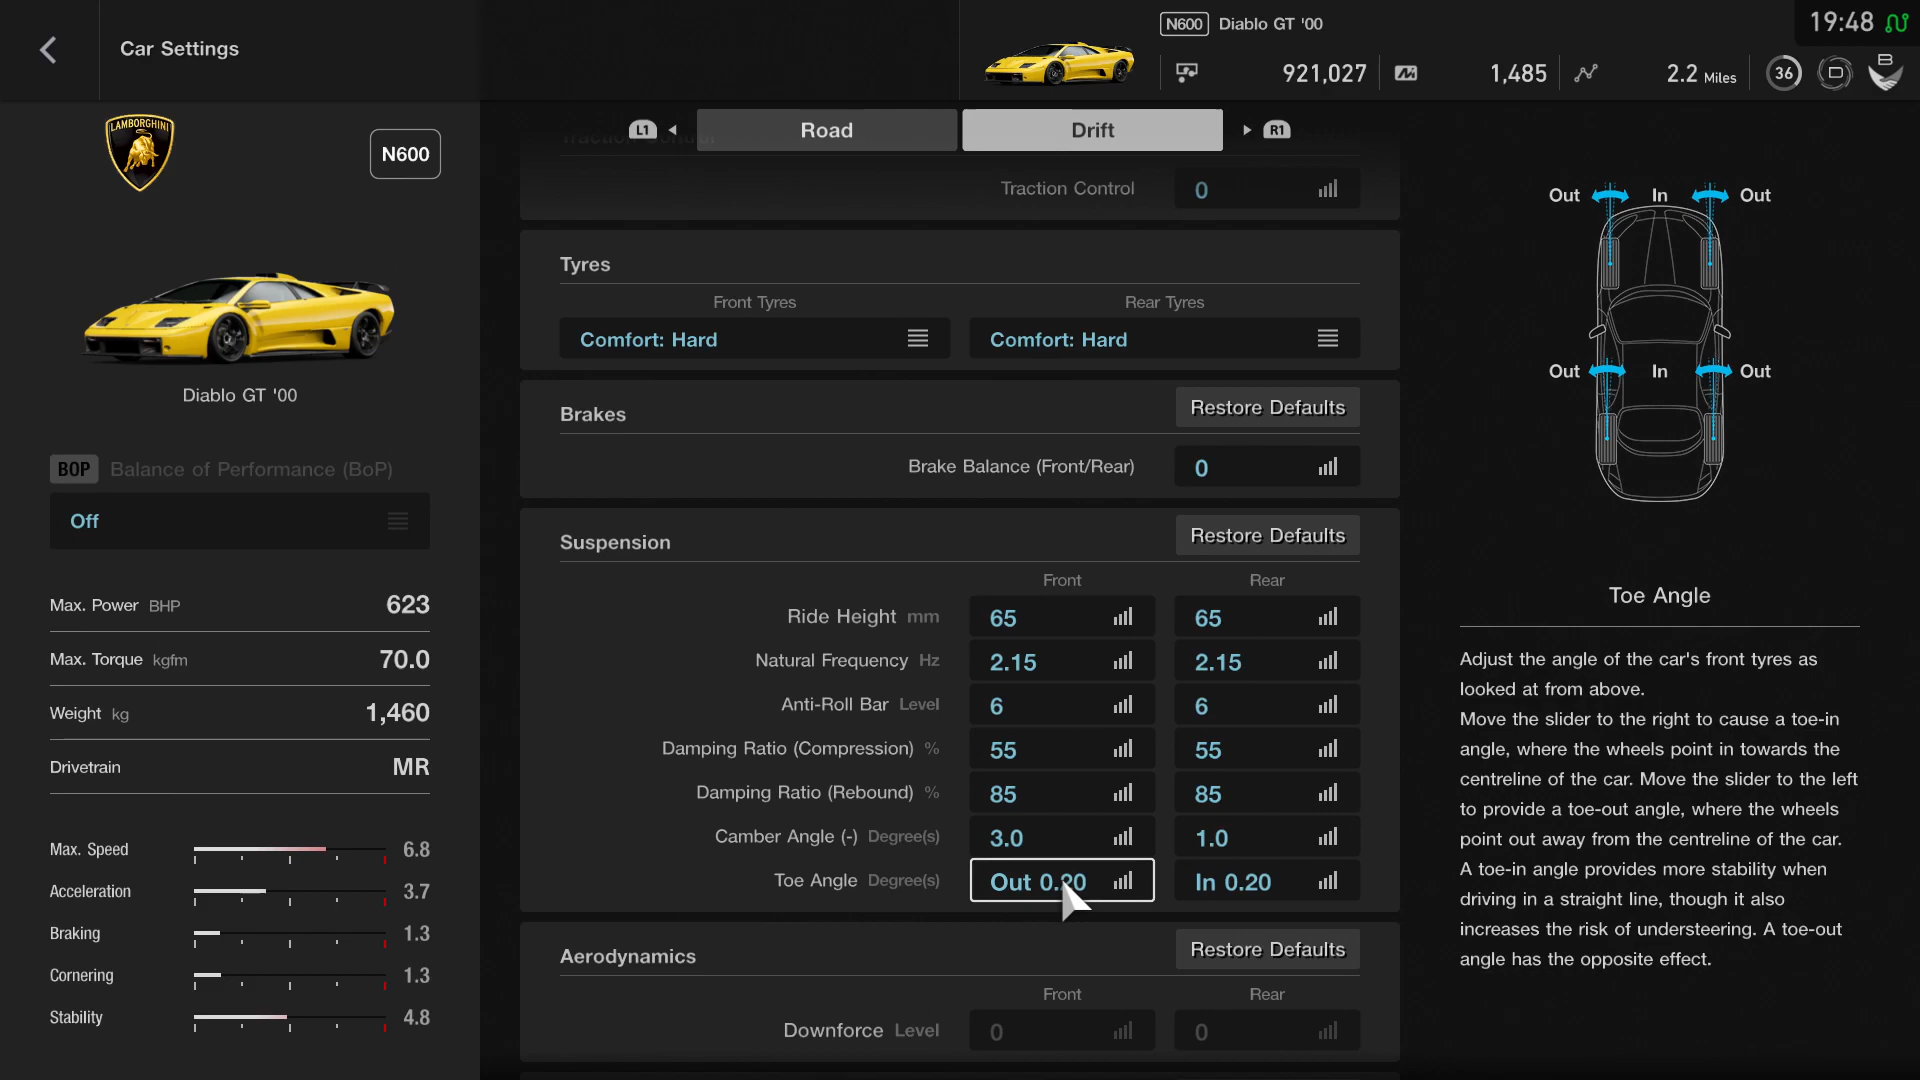 Car Settings
N600 Diablo GT '00
19:48
921,027
1,485
2.2 Miles
36
D
B
LAMBORGHINI
N600
Diablo GT '00
BOP Balance of Performance (BoP)
Off
Max. Power BHP 623
Max. Torque kgfm 70.0
Weight kg 1,460
Drivetrain MR
Max. Speed 6.8
Acceleration 3.7
Braking 1.3
Cornering 1.3
Stability 4.8
L1 Road Drift R1
Traction Control
Traction Control 0
Tyres
Front Tyres Rear Tyres
Comfort: Hard Comfort: Hard
Brakes Restore Defaults
Brake Balance (Front/Rear) 0
Suspension Restore Defaults
Front Rear
Ride Height mm 65 65
Natural Frequency Hz 2.15 2.15
Anti-Roll Bar Level 6 6
Damping Ratio (Compression) % 55 55
Damping Ratio (Rebound) % 85 85
Camber Angle (-) Degree(s) 3.0 1.0
Toe Angle Degree(s) Out 0.20 In 0.20
Aerodynamics Restore Defaults
Front Rear
Downforce Level 0 0
Out In Out
Out In Out
Toe Angle
Adjust the angle of the car's front tyres as
looked at from above.
Move the slider to the right to cause a toe-in
angle, where the wheels point in towards the
centreline of the car. Move the slider to the left
to provide a toe-out angle, where the wheels
point out away from the centreline of the car.
A toe-in angle provides more stability when
driving in a straight line, though it also
increases the risk of understeering. A toe-out
angle has the opposite effect.